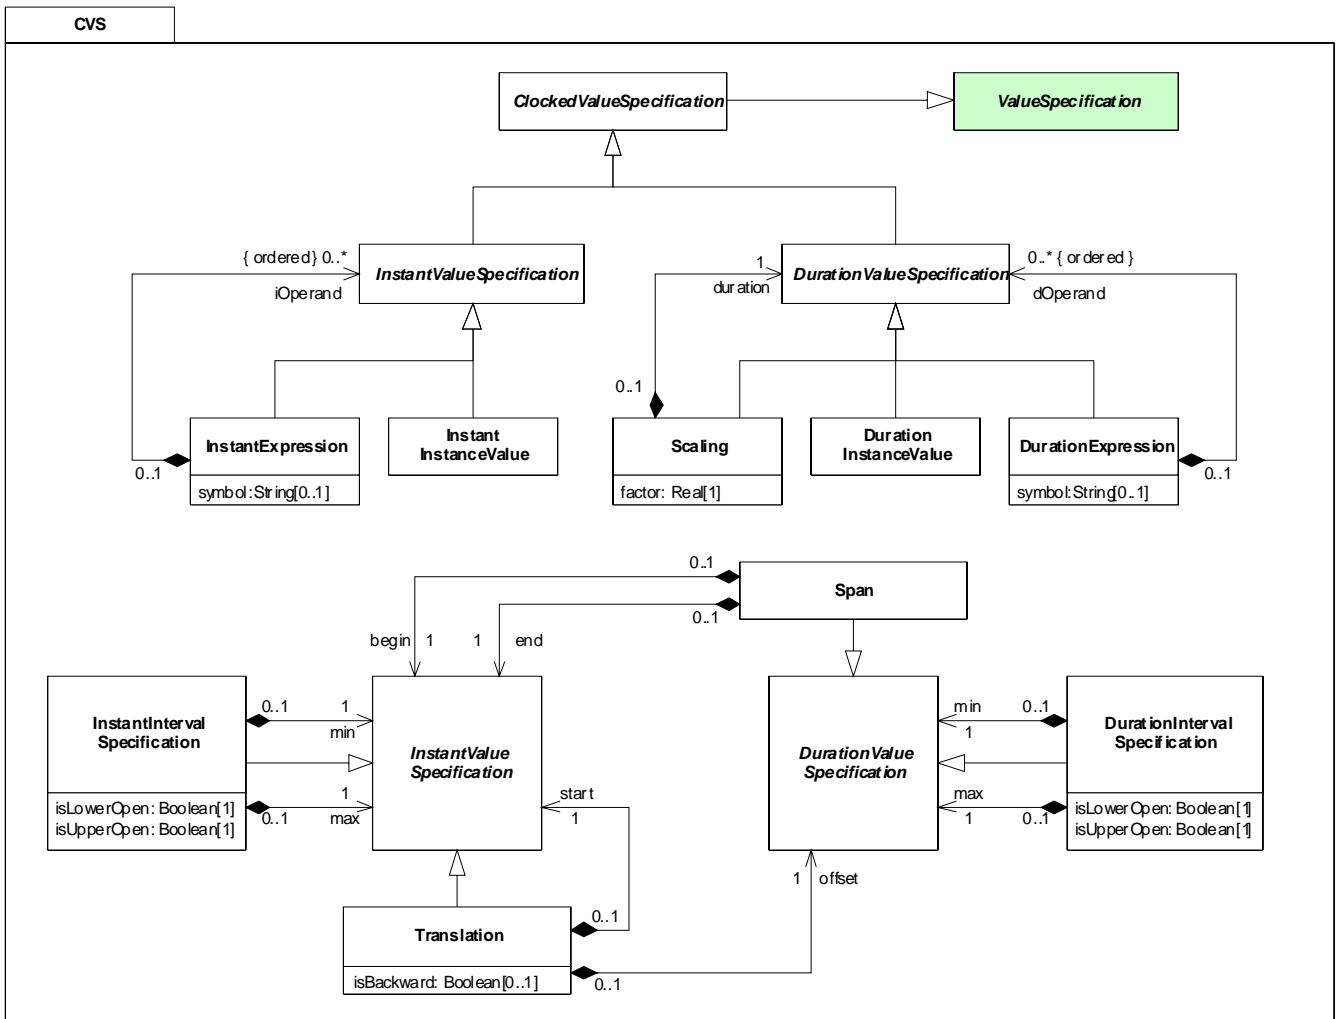 CVS
ClockedValueSpecification
ValueSpecification
{ ordered} 0..*
InstantValueSpecification
iOperand
1
duration
DurationValueSpecification
0..* { ordered }
dOperand
0..1
InstantExpression
0..1
symbol:String[0..1]
Instant
InstanceValue
Scaling
factor: Real[1]
Duration
InstanceValue
DurationExpression
0..1
symbol:String[0..1]
0..1
Span
0..1
begin 1
1 end
InstantInterval
Specification
0..1
1
min
isLowerOpen: Boolean[1]
isUpperOpen: Boolean[1]
0..1
1
max
InstantValue
Specification
start
1
DurationValue
Specification
min
0..1
1
max
1
0..1
DurationInterval
Specification
isLowerOpen: Boolean[1]
isUpperOpen: Boolean[1]
1 offset
Translation
0..1
isBackward: Boolean[0..1]
0..1